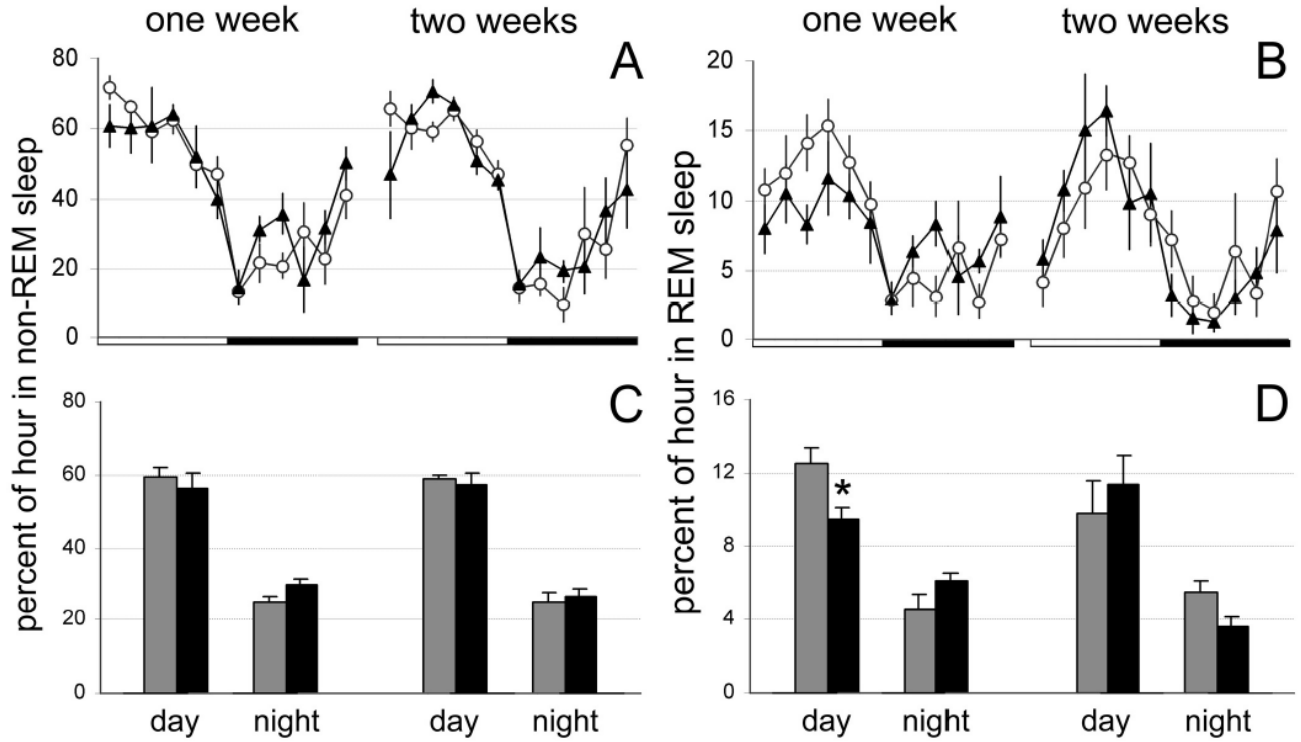 one week two weeks
A
80
60
40
20
0
percent of hour in non-REM sleep
one week two weeks
B
20
15
10
5
0
percent of hour in REM sleep
C
80
60
40
20
0
day night day night
D
16
12
8
4
0
*
day night day night